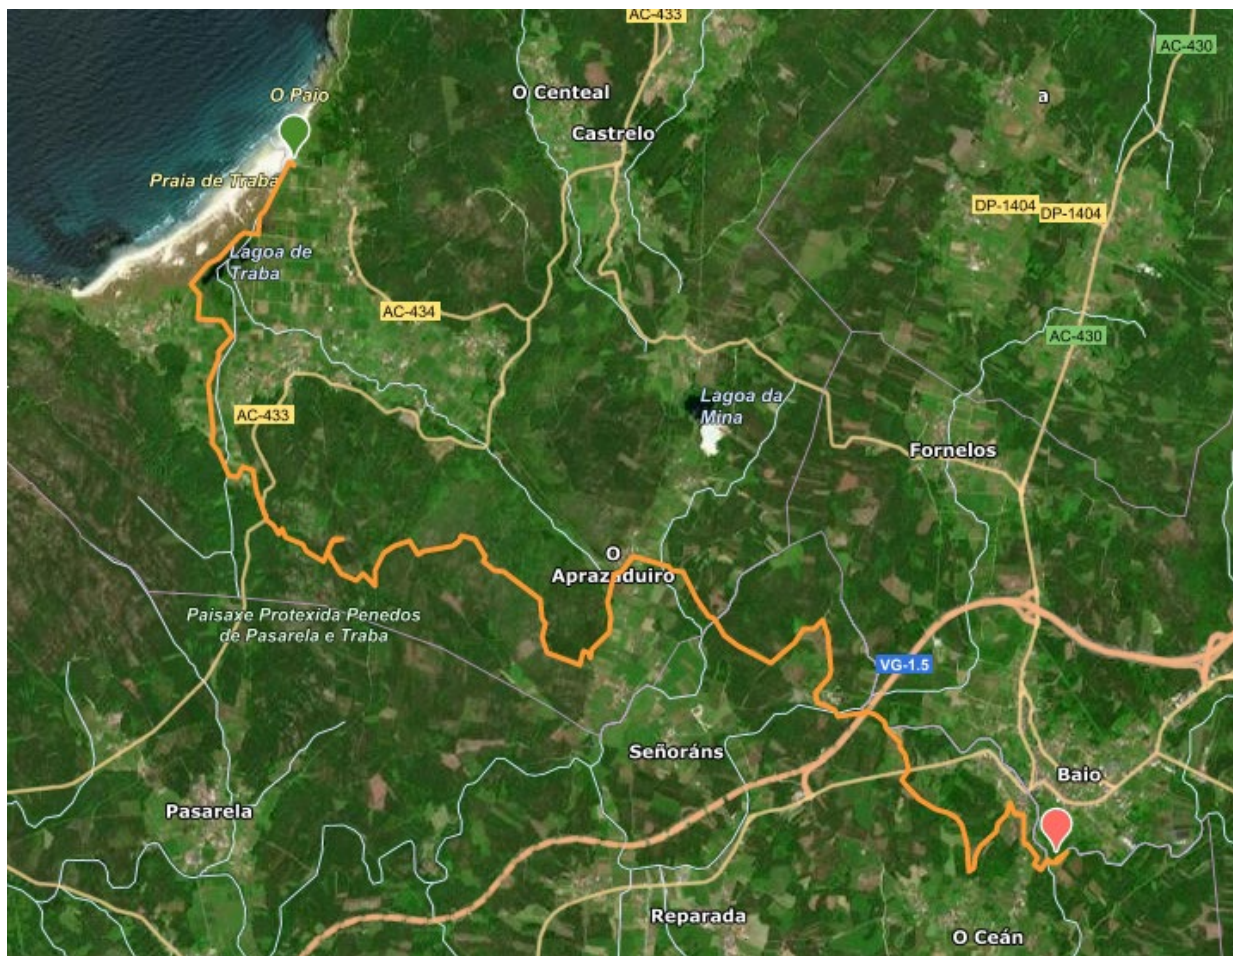 AC-433
AC-430
O Centeal
a
O Paio
Castrelo
Praia de Traba
DP-1404
DP-1404
Lagoa de
Traba
AC-434
AC-430
Lagoa da
Mina
AC-433
Fornelos
O
Aprazaduiro
Paisaxe Protexida Penedos
de Pasarela e Traba
VG-1.5
Señoráns
Baio
Pasarela
Reparada
O Ceán